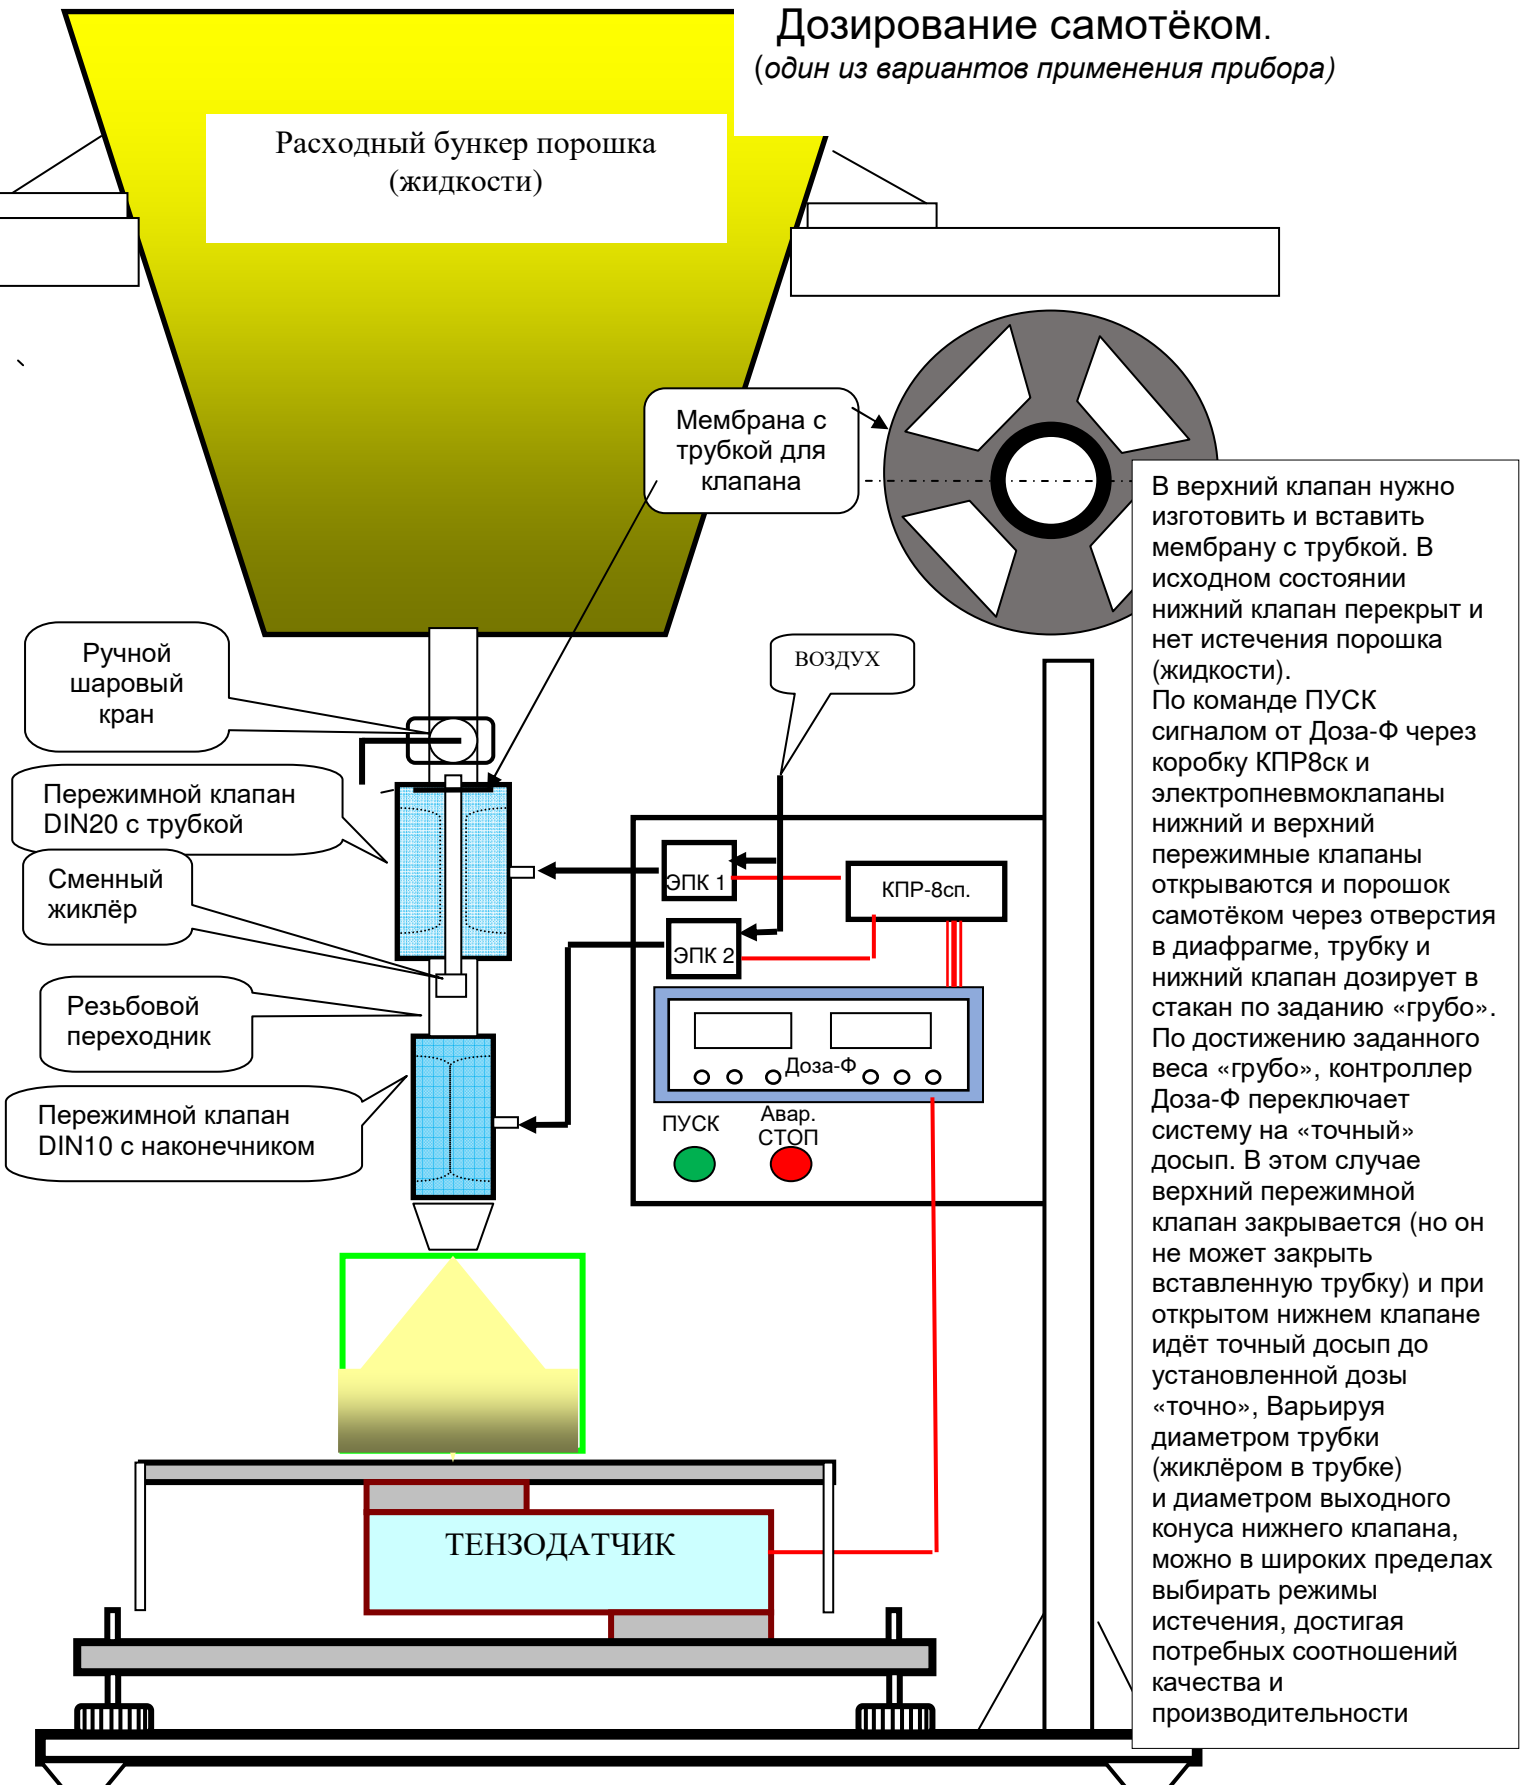 Дозирование самотёком.
(один из вариантов применения прибора)
Расходный бункер порошка
(жидкости)
Мембрана с
трубкой для
клапана
Ручной
шаровый
кран
ВОЗДУХ
Пережимной клапан
DIN20 с трубкой
Сменный
жиклёр
Резьбовой
переходник
Пережимной клапан
DIN10 с наконечником
ЭПК 1
КПР-8сп.
ЭПК 2
Доза-Ф
ПУСК
Авар.
СТОП
ТЕНЗОДАТЧИК
В верхний клапан нужно
изготовить и вставить
мембрану с трубкой. В
исходном состоянии
нижний клапан перекрыт и
нет истечения порошка
(жидкости).
По команде ПУСК
сигналом от Доза-Ф через
коробку КПР8ск и
электропневмоклапаны
нижний и верхний
пережимные клапаны
открываются и порошок
самотёком через отверстия
в диафрагме, трубку и
нижний клапан дозирует в
стакан по заданию «грубо».
По достижению заданного
веса «грубо», контроллер
Доза-Ф переключает
систему на «точный»
досып. В этом случае
верхний пережимной
клапан закрывается (но он
не может закрыть
вставленную трубку) и при
открытом нижнем клапане
идёт точный досып до
установленной дозы
«точно», Варьируя
диаметром трубки
(жиклёром в трубке)
и диаметром выходного
конуса нижнего клапана,
можно в широких пределах
выбирать режимы
истечения, достигая
потребных соотношений
качества и
производительности